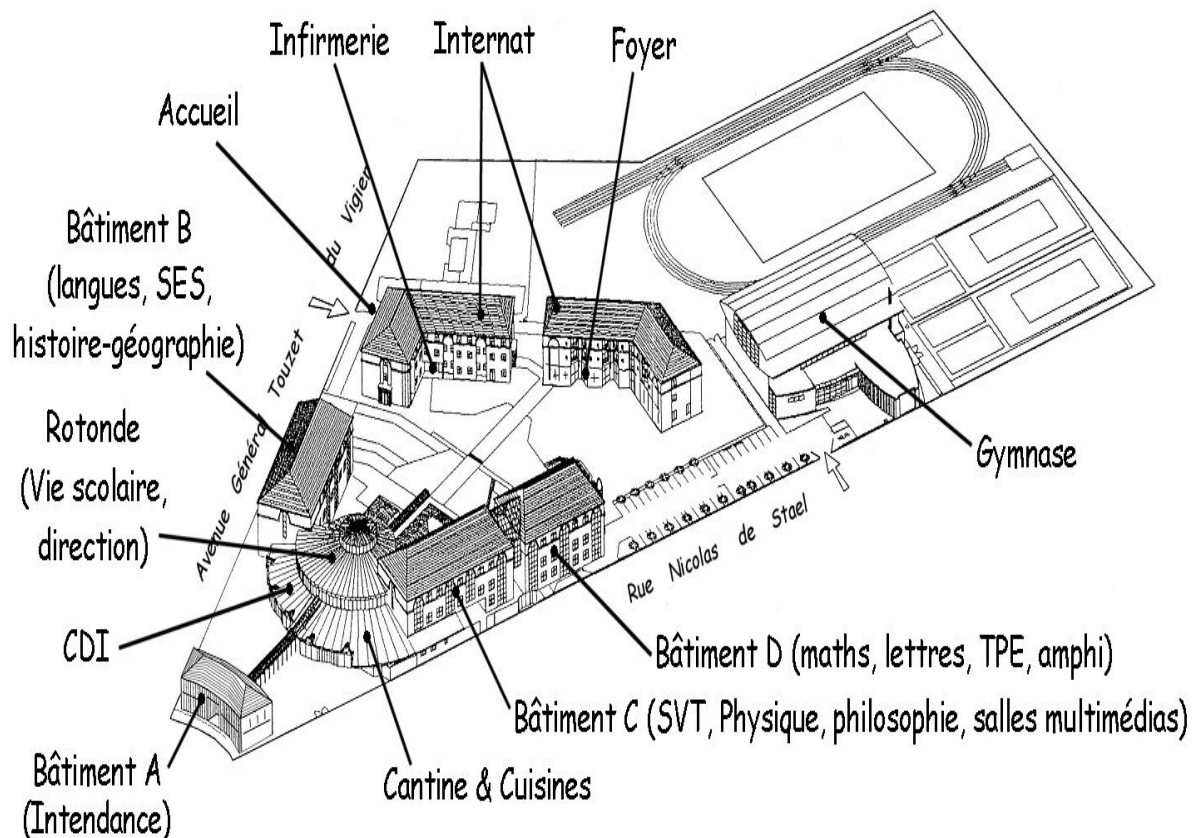 Infirmerie
Internat
Foyer
Accueil
Bâtiment B
(langues, SES,
histoire-géographie)
Avenue Général Touzet du Vigier
Rotonde
(Vie scolaire,
direction)
Gymnase
Rue Nicolas de Stael
CDI
Bâtiment D (maths, lettres, TPE, amphi)
Bâtiment C (SVT, Physique, philosophie, salles multimédias)
Bâtiment A
(Intendance)
Cantine & Cuisines